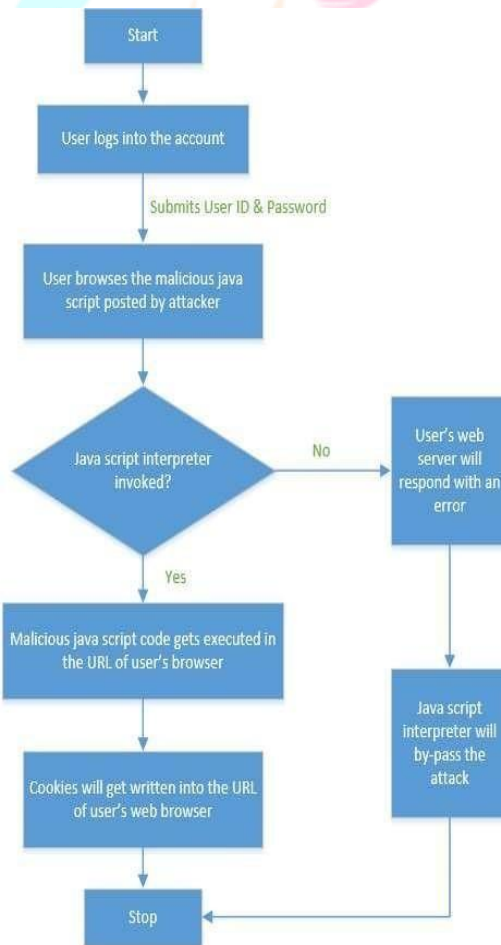 Start
User logs into the account
Submits User ID & Password
User browses the malicious java
script posted by attacker
Java script interpreter
invoked?
No
User's web
server will
respond with an
error
Yes
Malicious java script code gets executed in
the URL of user's browser
Java script
interpreter will
by-pass the
attack
Cookies will get written into the URL
of user's web browser
Stop